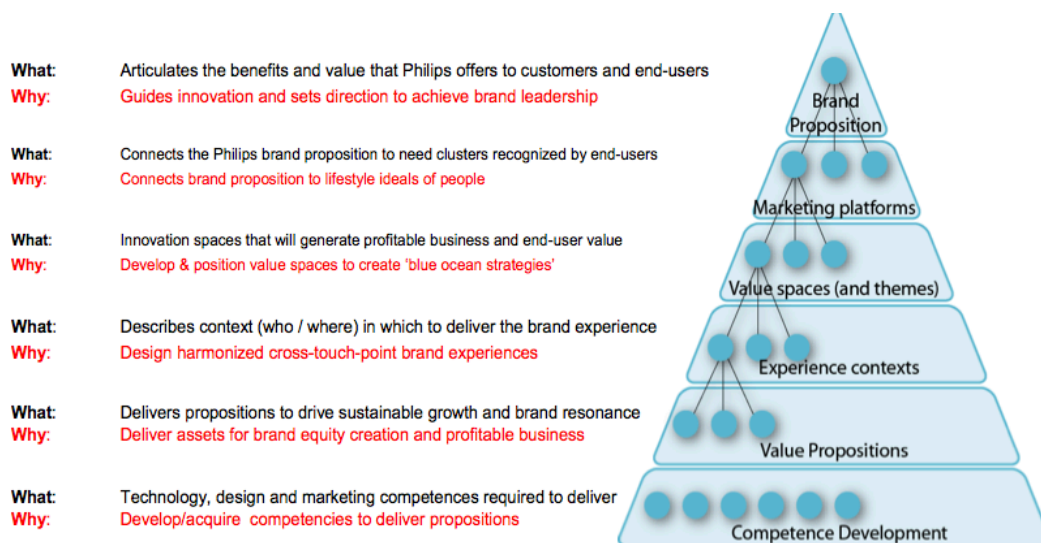 What: Articulates the benefits and value that Philips offers to customers and end-users
Why: Guides innovation and sets direction to achieve brand leadership
Brand
Proposition
What: Connects the Philips brand proposition to need clusters recognized by end-users
Why: Connects brand proposition to lifestyle ideals of people
Marketing platforms
What: Innovation spaces that will generate profitable business and end-user value
Why: Develop & position value spaces to create 'blue ocean strategies'
Value spaces (and themes)
What: Describes context (who / where) in which to deliver the brand experience
Why: Design harmonized cross-touch-point brand experiences
Experience contexts
What: Delivers propositions to drive sustainable growth and brand resonance
Why: Deliver assets for brand equity creation and profitable business
Value Propositions
What: Technology, design and marketing competences required to deliver
Why: Develop/acquire competencies to deliver propositions
Competence Development